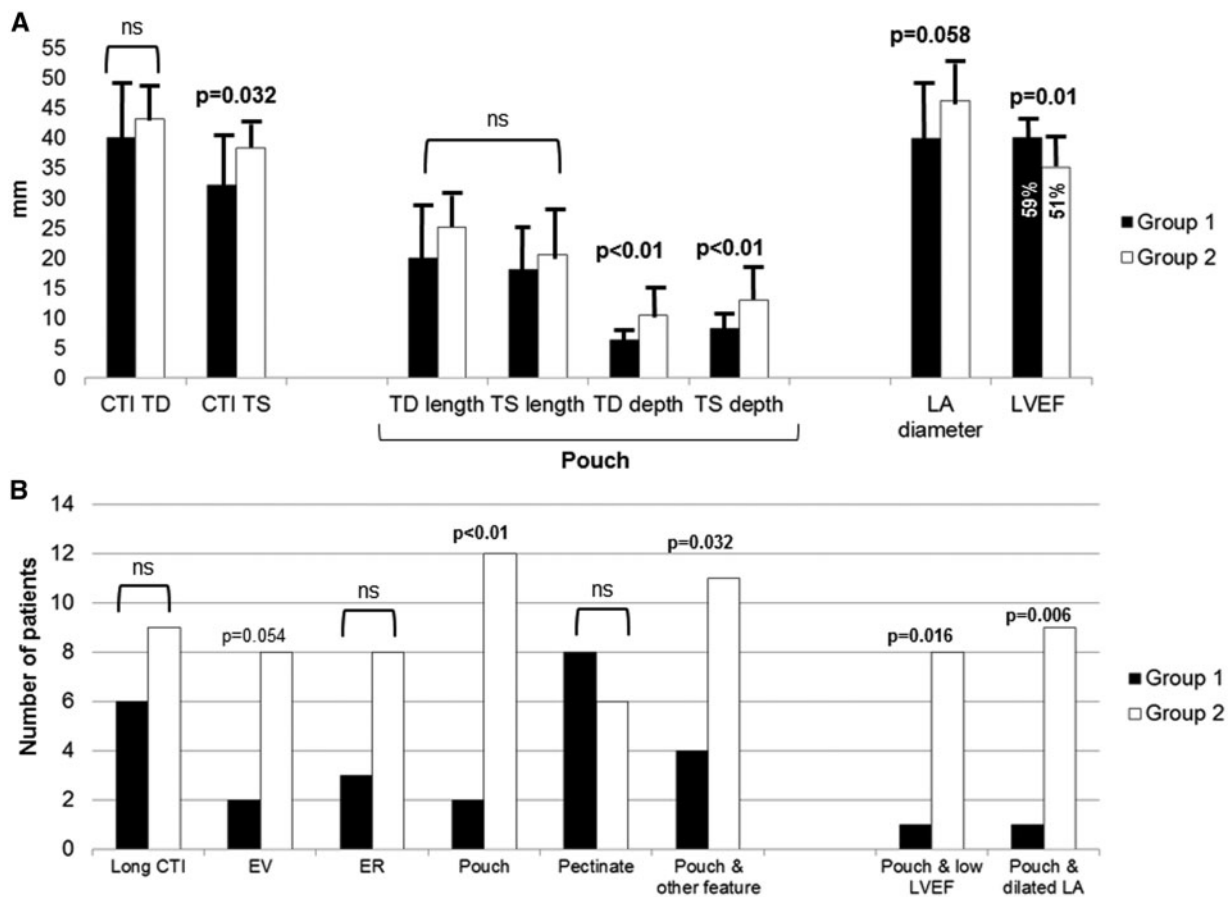 A
ns
p=0.032
ns
p<0.01
p<0.01
p=0.058
p=0.01
55
50
45
40
35
30
25
20
15
10
5
0
mm
59%
51%
Group 1
Group 2
CTI TD
CTI TS
TD length
TS length
TD depth
TS depth
LA
diameter
LVEF
Pouch
B
14
12
10
8
6
4
2
0
Number of patients
ns
p=0.054
ns
p<0.01
ns
p=0.032
p=0.016
p=0.006
Group 1
Group 2
Long CTI
EV
ER
Pouch
Pectinate
Pouch &
other feature
Pouch & low
LVEF
Pouch &
dilated LA